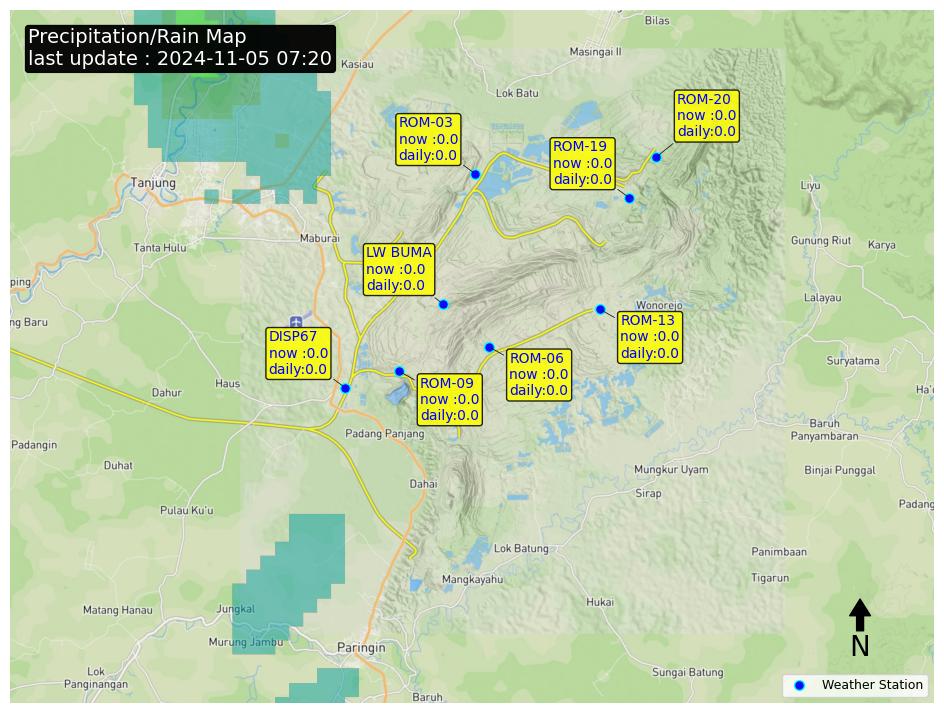 Precipitation/Rain Map
last update : 2024-11-05 07:20
Bilas
Masingai II
Kasiau
Lok Batu
ROM-20
now :0.0
daily:0.0
ROM-03
now :0.0
daily:0.0
ROM-19
now :0.0
daily:0.0
Tanjung
Liyu
Maburai
Tanta Hulu
Gunung Riut
Karya
LW BUMA
now :0.0
daily:0.0
ping
Lalayau
Wonorejo
ng Baru
ROM-13
now :0.0
daily:0.0
DISP67
now :0.0
daily:0.0
ROM-06
now :0.0
daily:0.0
Suryatama
ROM-09
now :0.0
daily:0.0
Haus
Dahur
Ha'
Baruh
Panyambaran
Padang Panjang
Padangin
Duhat
Mungkur Uyam
Binjai Punggal
Dahai
Sirap
Padang
Pulau Ku'u
Lok Batung
Panimbaan
Mangkayahu
Tigarun
Matang Hanau
Jungkal
Hukai
Murung Jambu
Paringin
N
Lok
Panginangan
Sungai Batung
Baruh
Weather Station